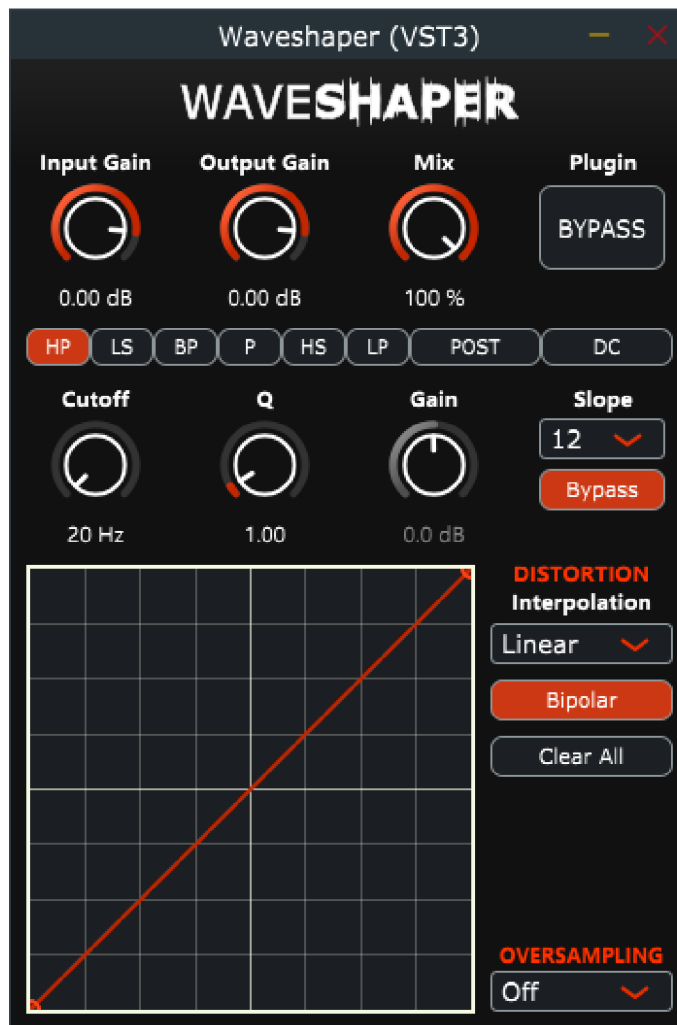 Waveshaper (VST3)
WAVESHAPER
Input Gain Output Gain Mix Plugin
BYPASS
0.00 dB 0.00 dB 100 %
HP LS BP P HS LP POST DC
Cutoff Q Gain Slope
12
Bypass
20 Hz 1.00 0.0 dB
DISTORTION
Interpolation
Linear
Bipolar
Clear All
OVERSAMPLING
Off